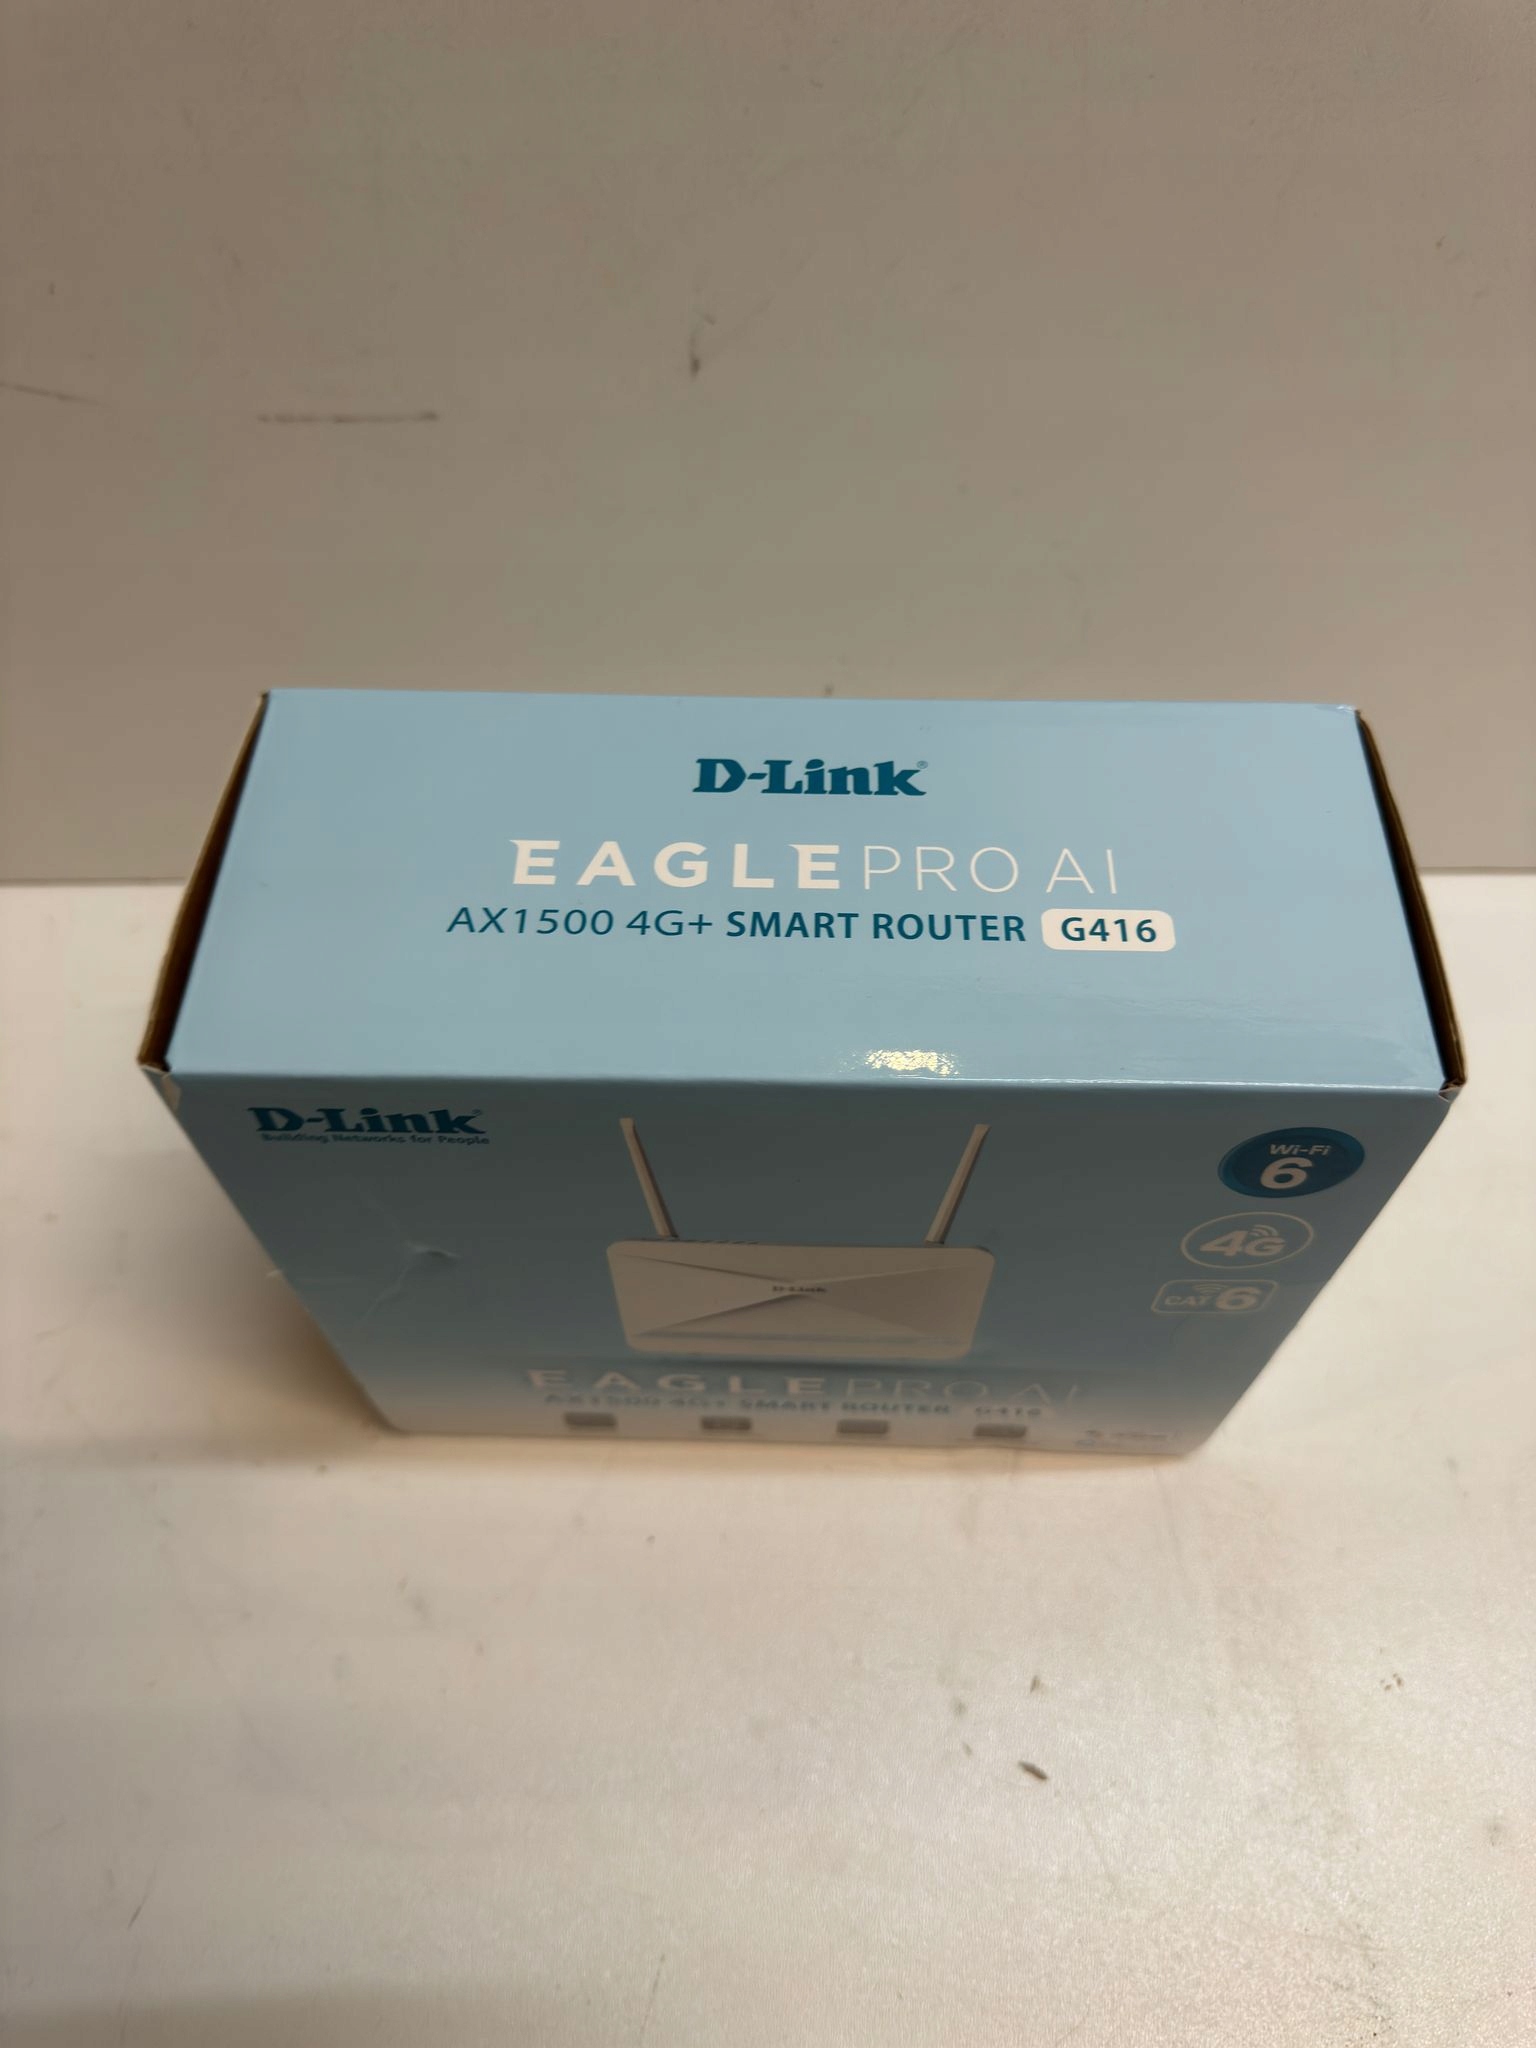 D-Link®
EAGLE PRO AI
AX1500 4G+ SMART ROUTER G416
D-Link®
Building Networks for People
Wi-Fi
6
4G
CAT 6
D-Link
EAGLE PRO AI
AX1500 4G+ SMART ROUTER G416